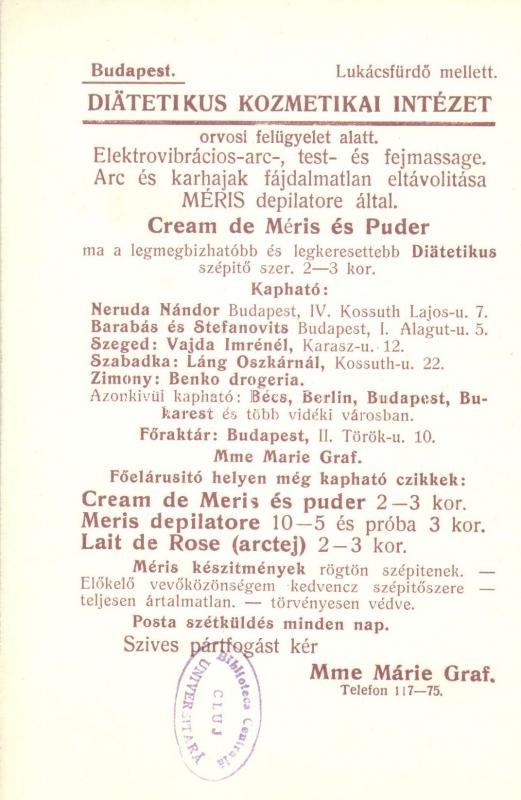 Budapest. Lukácsfürdő mellett.
DIÄTETIKUS KOZMETIKAI INTÉZET
orvosi felügyelet alatt.
Elektrovibrácios-arc-, test- és fejmassage.
Arc és karhajak fájdalmatlan eltávolitása
MÉRIS depilatore által.
Cream de Méris és Puder
ma a legmegbizhatóbb és legkeresettebb Diätetikus
szépitő szer. 2—3 kor.
Kapható:
Neruda Nándor Budapest, IV. Kossuth Lajos-u. 7.
Barabás és Stefanovits Budapest, I. Alagut-u. 5.
Szeged: Vajda Imrénél, Karasz-u. 12.
Szabadka: Láng Oszkárnál, Kossuth-u. 22.
Zimony: Benko drogeria.
Azonkivül kapható: Bécs, Berlin, Budapest, Bu-
karest és több vidéki városban.
Főraktár: Budapest, II. Török-u. 10.
Mme Marie Graf.
Főelárusitó helyen még kapható czikkek:
Cream de Meris és puder 2—3 kor.
Meris depilatore 10—5 és próba 3 kor.
Lait de Rose (arctej) 2—3 kor.
Méris készitmények rögtön szépitenek. —
Előkelő vevőközönségem kedvencz szépitőszere —
teljesen ártalmatlan. — törvényesen védve.
Posta szétküldés minden nap.
Szives pártfogást kér
Mme Márie Graf.
Telefon 117—75.
Biblioteca Centrală
UNIVERSITARĂ
CLUJ